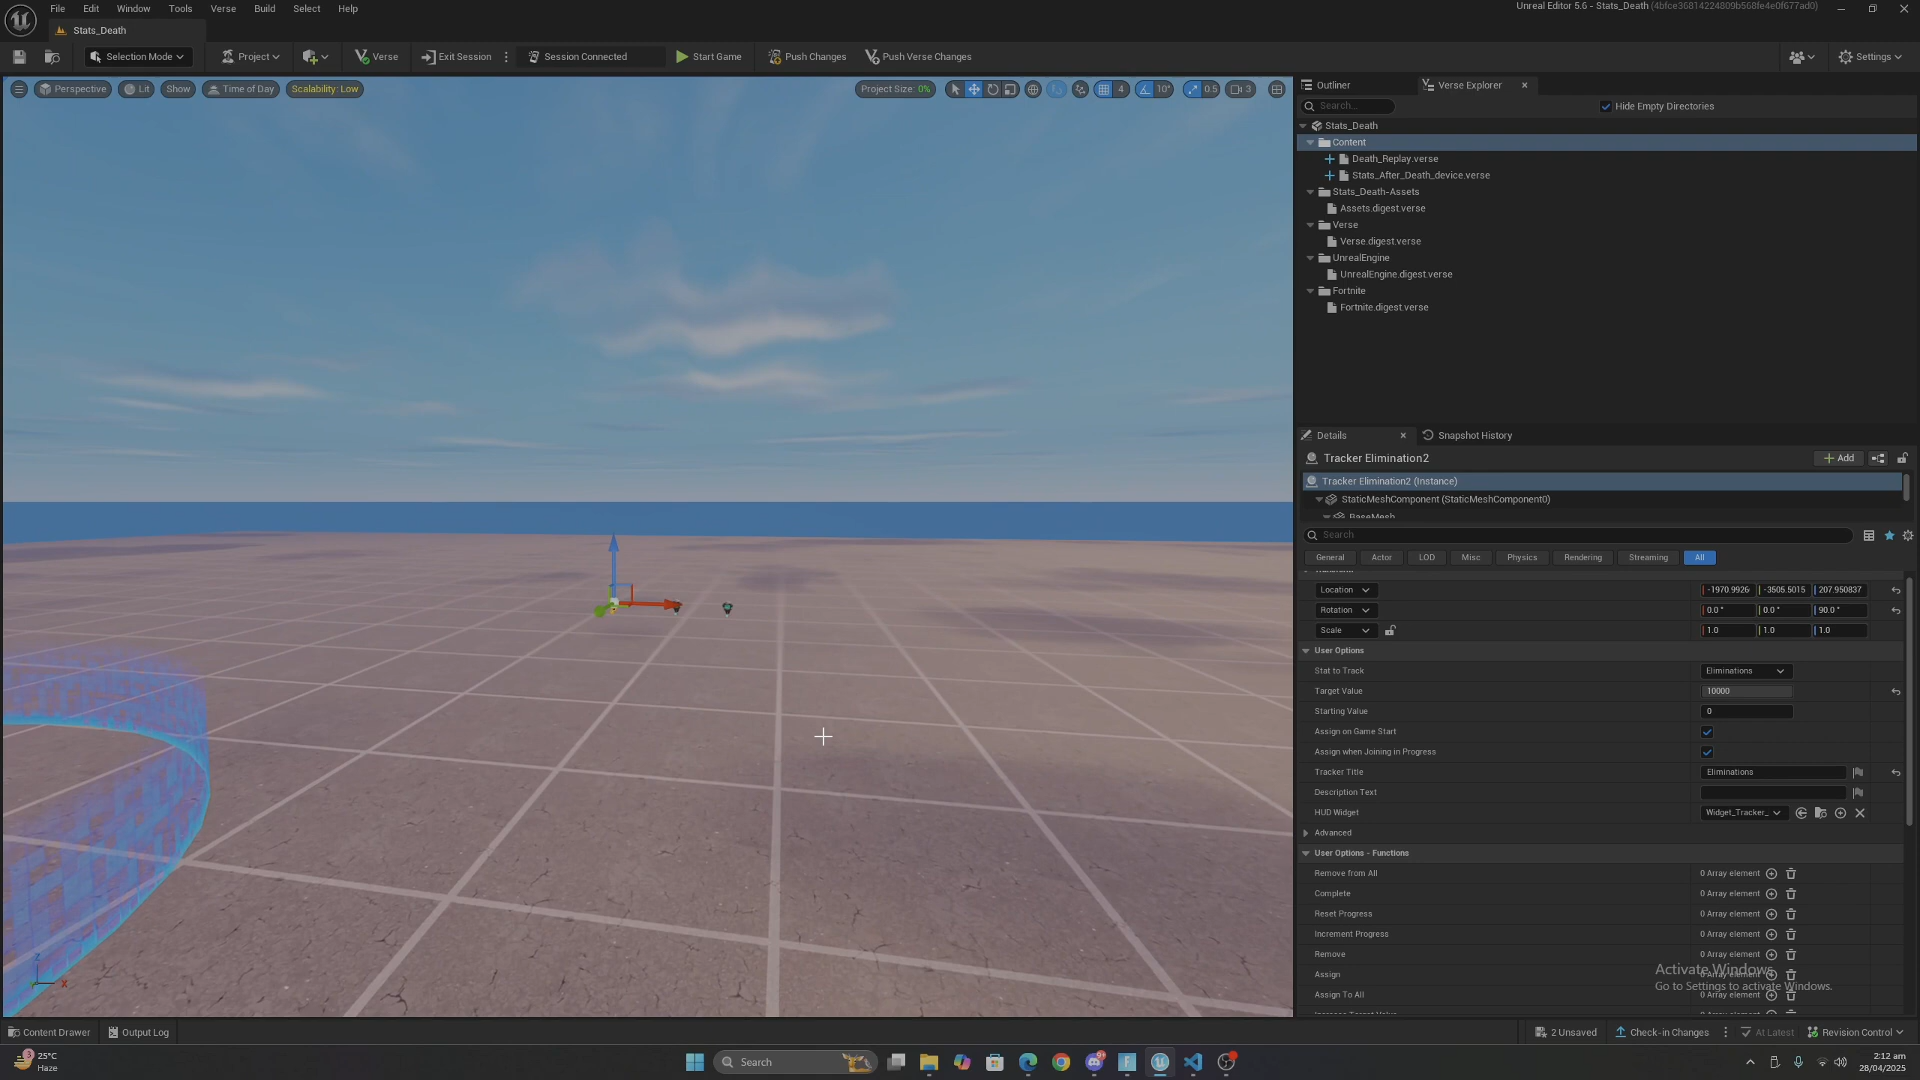 File Edit Window Tools Verse Build Select Help
Unreal Editor 5.6 - Stats_Death (4bfce36814224809b568fe4e0f677ad0)
Stats_Death
Selection Mode Project Verse Exit Session Session Connected Start Game Push Changes Push Verse Changes Settings
Perspective Lit Show Time of Day Scalability: Low Project Size: 0% 4 10° 0.5 3
Outliner Verse Explorer
Search... Hide Empty Directories
Stats_Death
Content
Death_Replay.verse
Stats_After_Death_device.verse
Stats_Death-Assets
Assets.digest.verse
Verse
Verse.digest.verse
UnrealEngine
UnrealEngine.digest.verse
Fortnite
Fortnite.digest.verse
Details Snapshot History
Tracker Elimination2 Add
Tracker Elimination2 (Instance)
StaticMeshComponent (StaticMeshComponent0)
BaseMesh
Search
General Actor LOD Misc Physics Rendering Streaming All
Location -1970.9926 -3505.5015 207.950837
Rotation 0.0 ° 0.0 ° 90.0 °
Scale 1.0 1.0 1.0
User Options
Stat to Track Eliminations
Target Value 10000
Starting Value 0
Assign on Game Start
Assign when Joining in Progress
Tracker Title Eliminations
Description Text
HUD Widget Widget_Tracker_
Advanced
User Options - Functions
Remove from All 0 Array element
Complete 0 Array element
Reset Progress 0 Array element
Increment Progress 0 Array element
Remove 0 Array element
Assign 0 Array element
Assign To All 0 Array element
Activate Windows
Go to Settings to activate Windows.
Z
X
Content Drawer Output Log 2 Unsaved Check-in Changes At Latest Revision Control
25°C
Haze
Search
2:12 am
28/04/2025